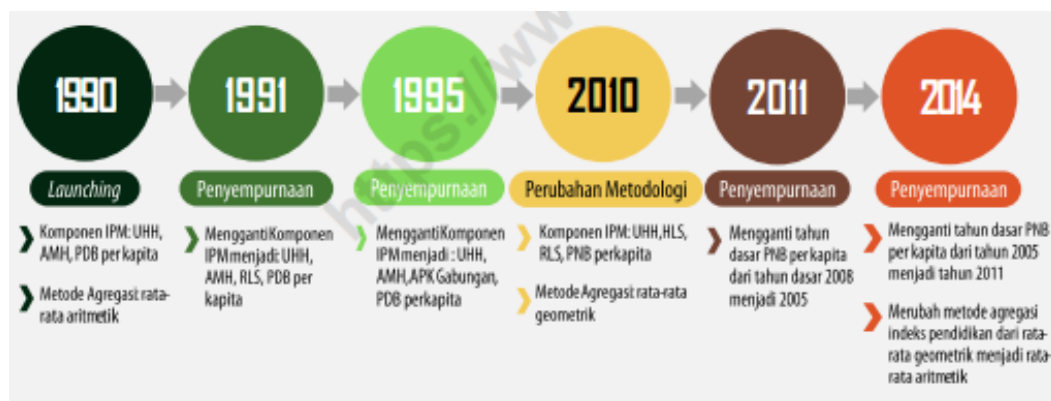 1990
Launching
Komponen IPM: UHH,
AMH, PDB per kapita
Metode Agregasi: rata-
rata aritmetik
1991
Penyempurnaan
Mengganti Komponen
IPM menjadi: UHH,
AMH, RLS, PDB per
kapita
1995
Penyempurnaan
Mengganti Komponen
IPM menjadi : UHH,
AMH, APK Gabungan,
PDB perkapita
2010
Perubahan Metodologi
Komponen IPM: UHH, HLS,
RLS, PNB perkapita
Metode Agregasi: rata-rata
geometrik
2011
Penyempurnaan
Mengganti tahun
dasar PNB per kapita
dari tahun dasar 2008
menjadi 2005
2014
Penyempurnaan
Mengganti tahun dasar PNB
per kapita dari tahun 2005
menjadi tahun 2011
Merubah metode agregasi
indeks pendidikan dari rata-
rata geometrik menjadi rata-
rata aritmetik
https://ww